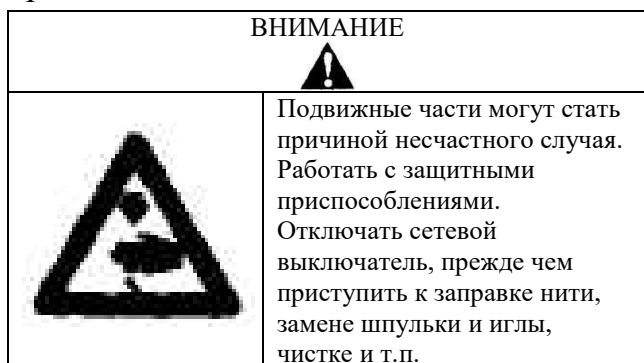 ВНИМАНИЕ
Подвижные части могут стать
причиной несчастного случая.
Работать с защитными
приспособлениями.
Отключать сетевой
выключатель, прежде чем
приступить к заправке нити,
замене шпульки и иглы,
чистке и т.п.